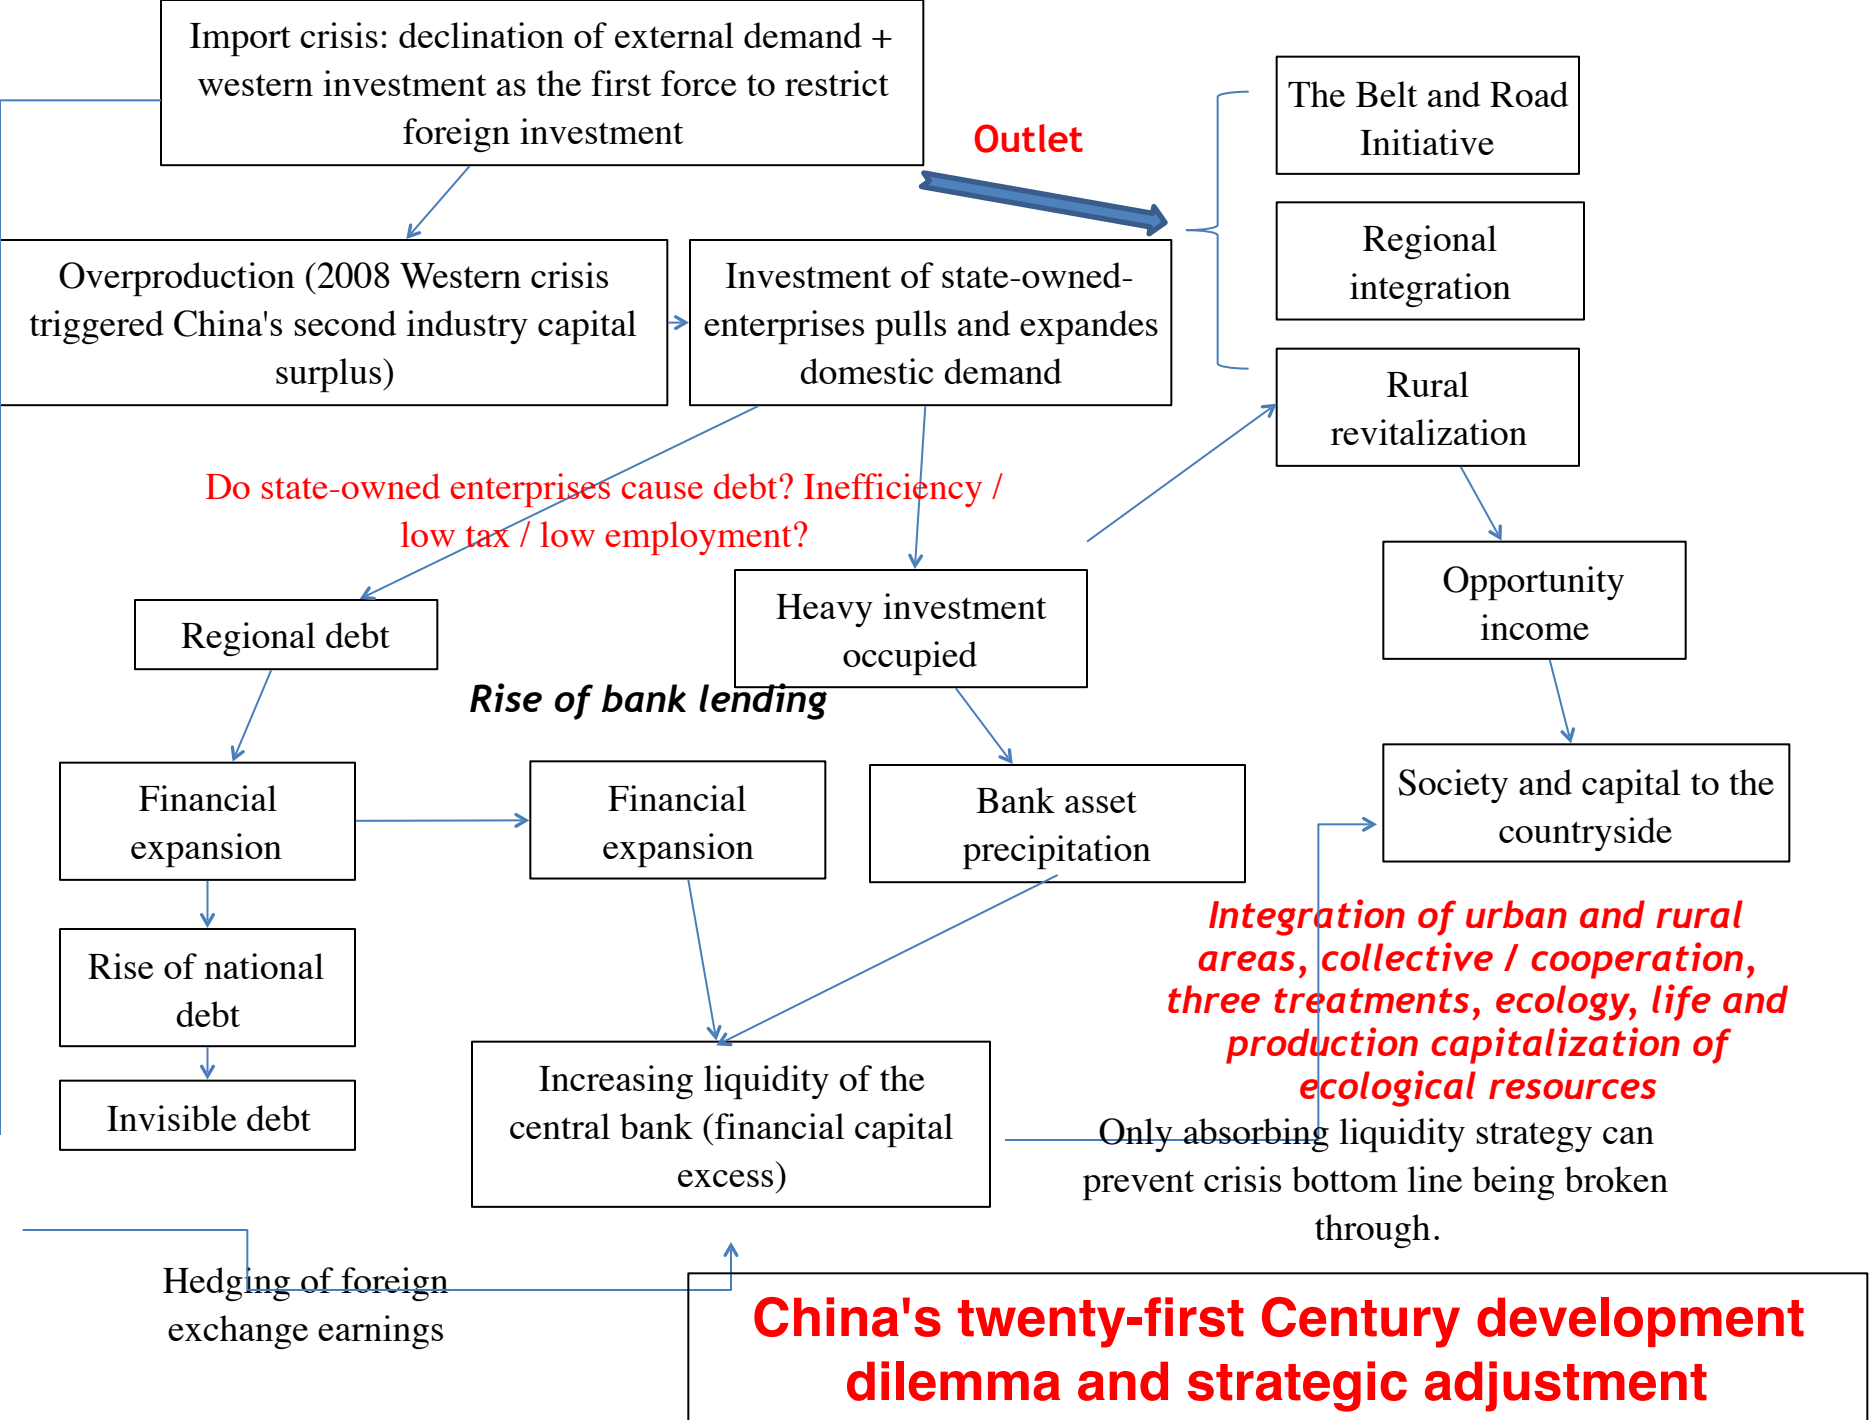 Import crisis: declination of external demand +
western investment as the first force to restrict
foreign investment
Outlet
The Belt and Road
Initiative
Regional
integration
Overproduction (2008 Western crisis
triggered China's second industry capital
surplus)
Investment of state-owned-
enterprises pulls and expandes
domestic demand
Rural
revitalization
Do state-owned enterprises cause debt? Inefficiency /
low tax / low employment?
Regional debt
Heavy investment
occupied
Opportunity
income
Rise of bank lending
Financial
expansion
Financial
expansion
Bank asset
precipitation
Society and capital to the
countryside
Rise of national
debt
Integration of urban and rural
areas, collective / cooperation,
three treatments, ecology, life and
production capitalization of
ecological resources
Invisible debt
Increasing liquidity of the
central bank (financial capital
excess)
Only absorbing liquidity strategy can
prevent crisis bottom line being broken
through.
Hedging of foreign
exchange earnings
China's twenty-first Century development
dilemma and strategic adjustment